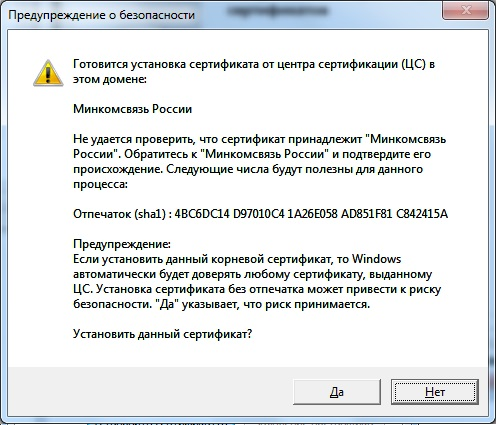 сертификатов
Предупреждение о безопасности
Готовится установка сертификата от центра сертификации (ЦС) в
этом домене:
Минкомсвязь России
Не удается проверить, что сертификат принадлежит "Минкомсвязь
России". Обратитесь к "Минкомсвязь России" и подтвердите его
происхождение. Следующие числа будут полезны для данного
процесса:
Отпечаток (sha1) : 4BC6DC14 D97010C4 1A26E058 AD851F81 C842415A
Предупреждение:
Если установить данный корневой сертификат, то Windows
автоматически будет доверять любому сертификату, выданному
ЦС. Установка сертификата без отпечатка может привести к риску
безопасности. "Да" указывает, что риск принимается.
Установить данный сертификат?
Да Нет